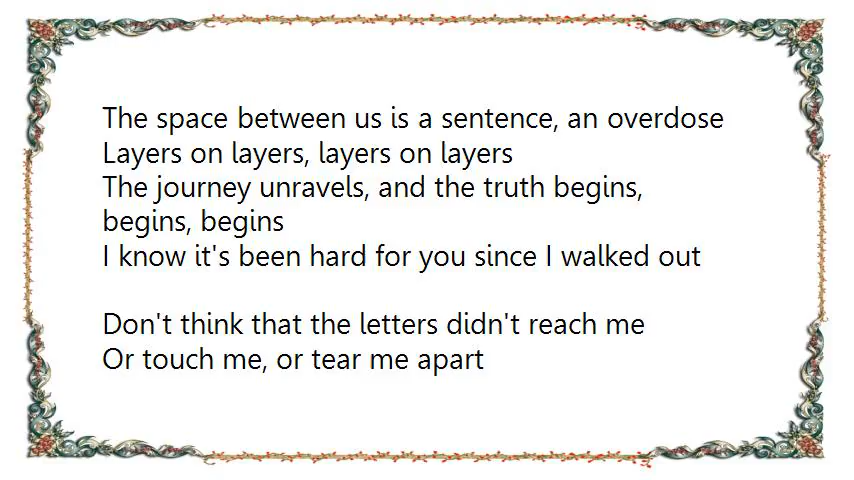 The space between us is a sentence, an overdose
Layers on layers, layers on layers
The journey unravels, and the truth begins,
begins, begins
I know it's been hard for you since I walked out
Don't think that the letters didn't reach me
Or touch me, or tear me apart